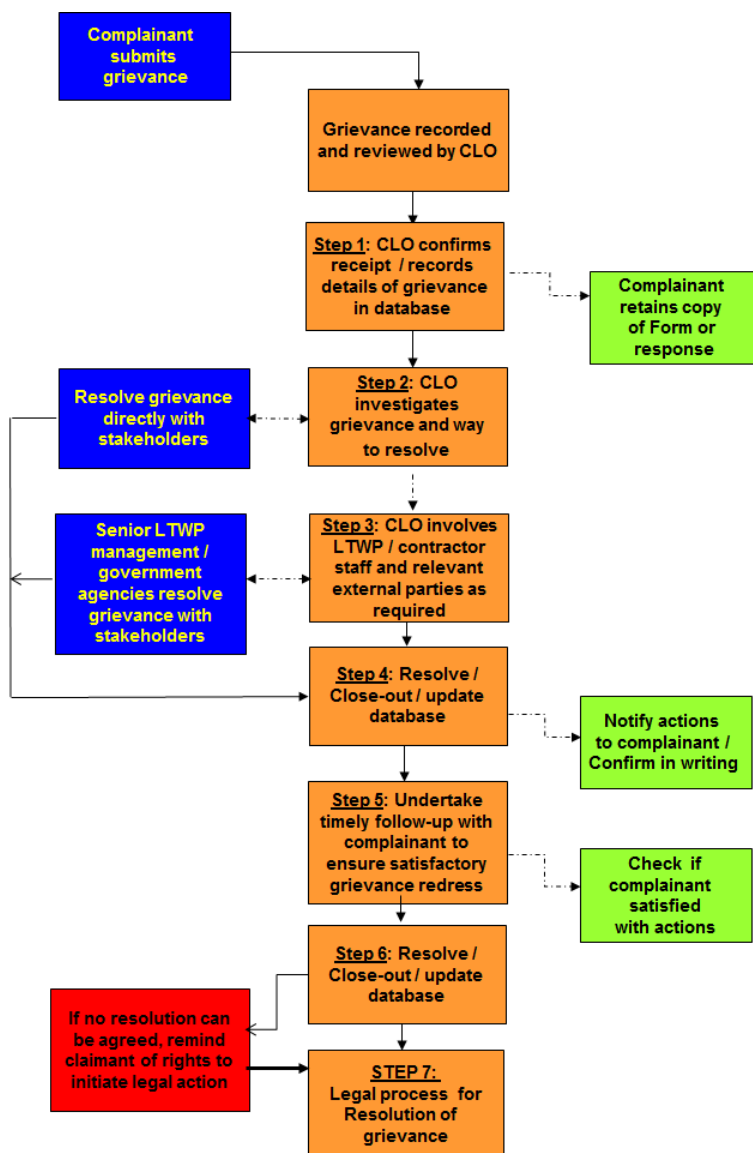 Complainant
submits
grievance
Grievance recorded
and reviewed by CLO
Step 1: CLO confirms
receipt / records
details of grievance
in database
Complainant
retains copy
of Form or
response
Step 2: CLO
investigates
grievance and way
to resolve
Resolve grievance
directly with
stakeholders
Step 3: CLO involves
LTWP / contractor
staff and relevant
external parties as
required
Senior LTWP
management /
government
agencies resolve
grievance with
stakeholders
Step 4: Resolve /
Close-out / update
database
Notify actions
to complainant /
Confirm in writing
Step 5: Undertake
timely follow-up with
complainant to
ensure satisfactory
grievance redress
Check if
complainant
satisfied
with actions
Step 6: Resolve /
Close-out / update
database
If no resolution can
be agreed, remind
claimant of rights to
initiate legal action
STEP 7:
Legal process for
Resolution of
grievance